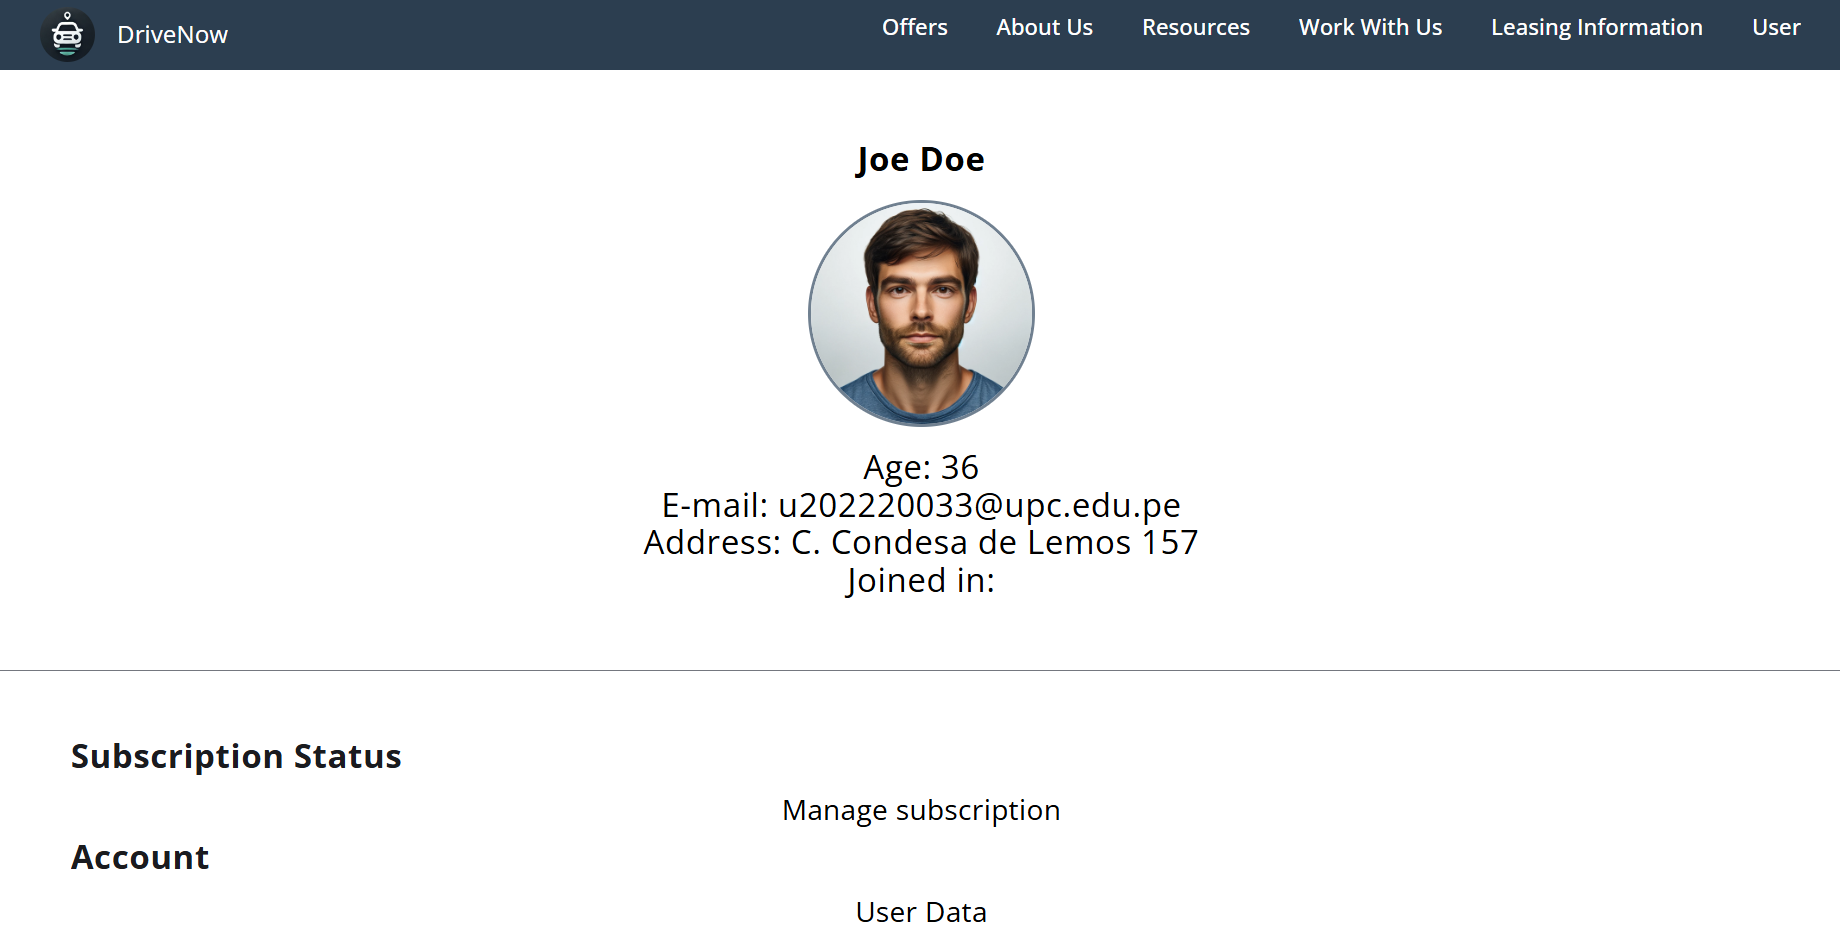 DriveNow
Offers About Us Resources Work With Us Leasing Information User
Joe Doe
Age: 36
E-mail: u202220033@upc.edu.pe
Address: C. Condesa de Lemos 157
Joined in:
Subscription Status
Manage subscription
Account
User Data